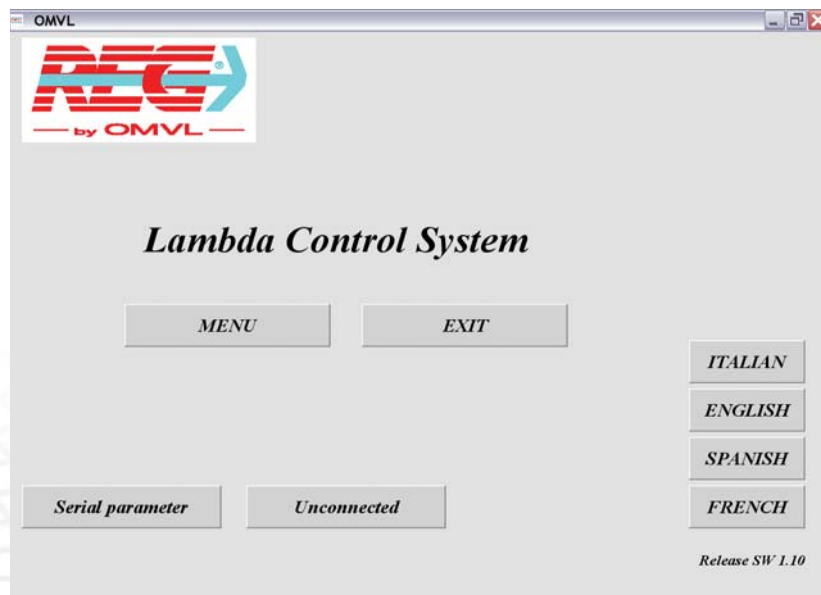 OMVL
REG®
by OMVL
Lambda Control System
MENU
EXIT
ITALIAN
ENGLISH
SPANISH
Serial parameter
Unconnected
FRENCH
Release SW 1.10